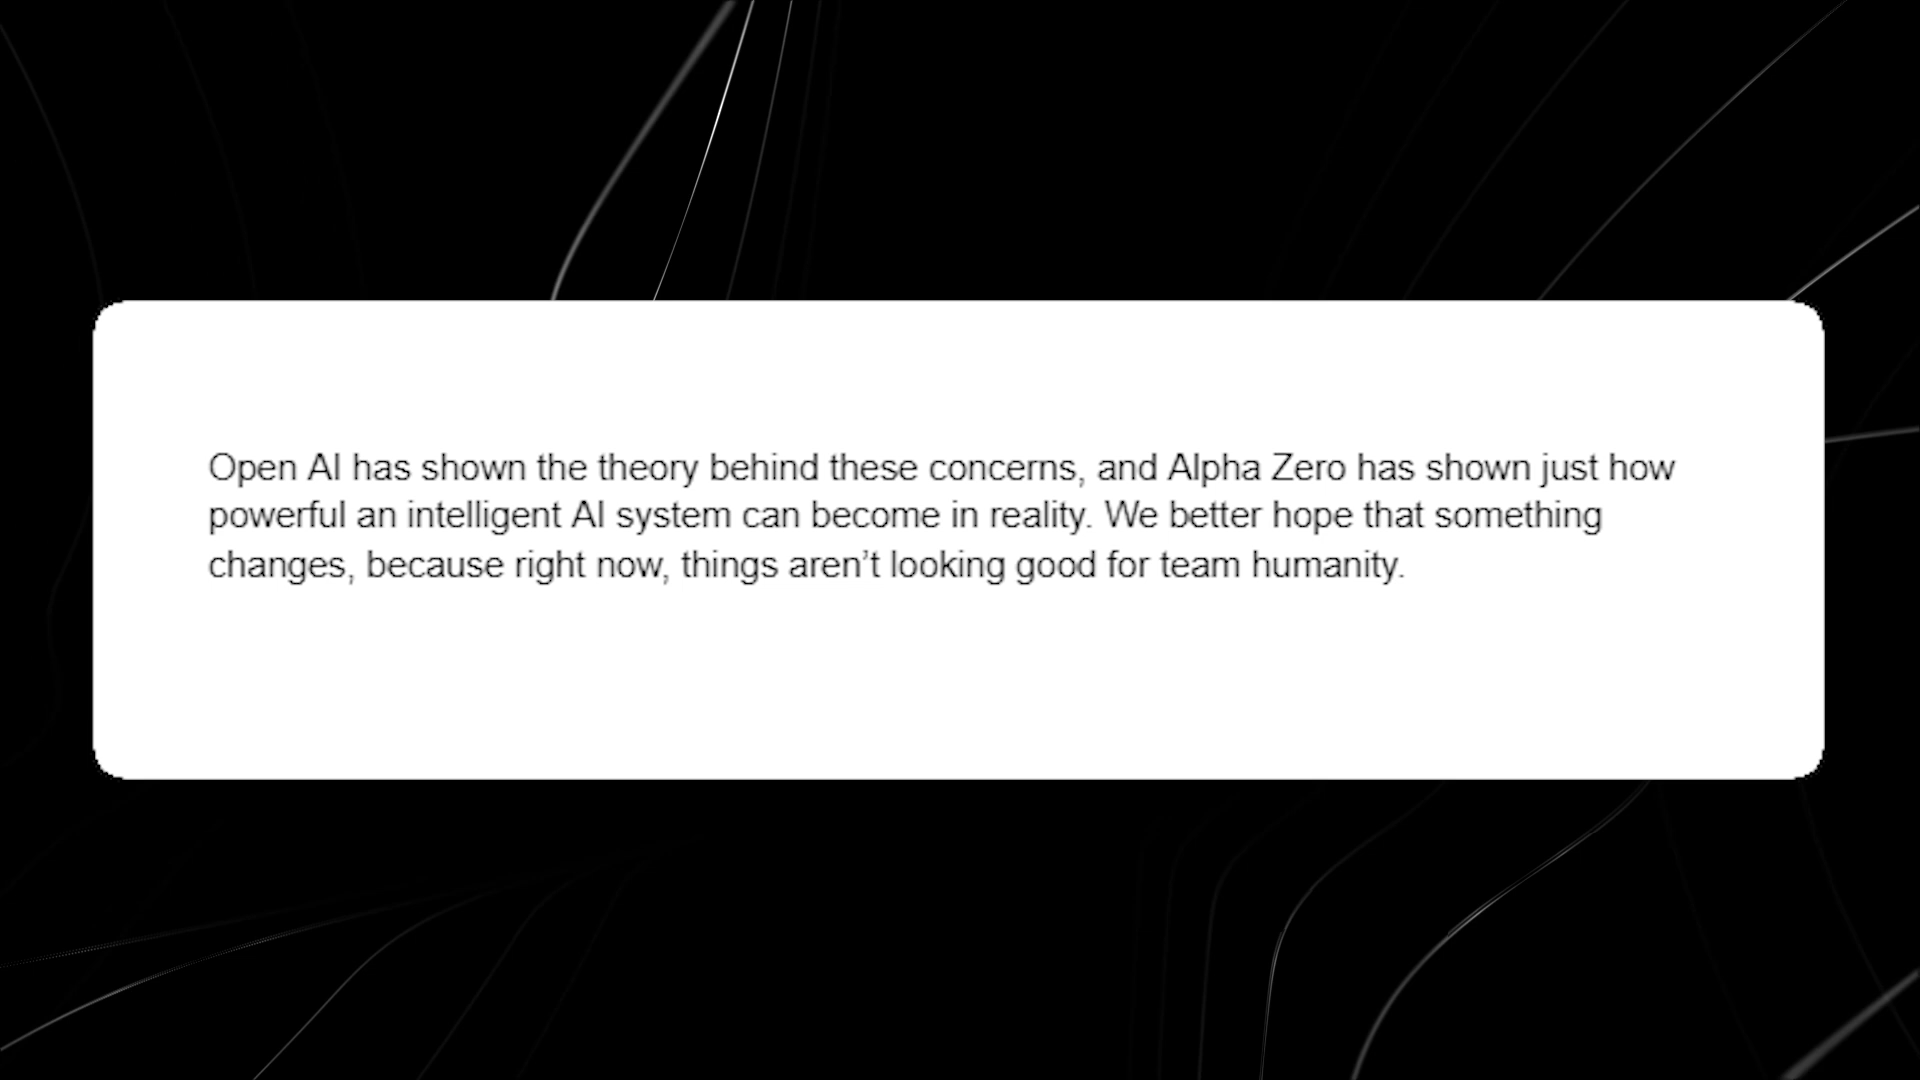 Open AI has shown the theory behind these concerns, and Alpha Zero has shown just how
powerful an intelligent AI system can become in reality. We better hope that something
changes, because right now, things aren’t looking good for team humanity.